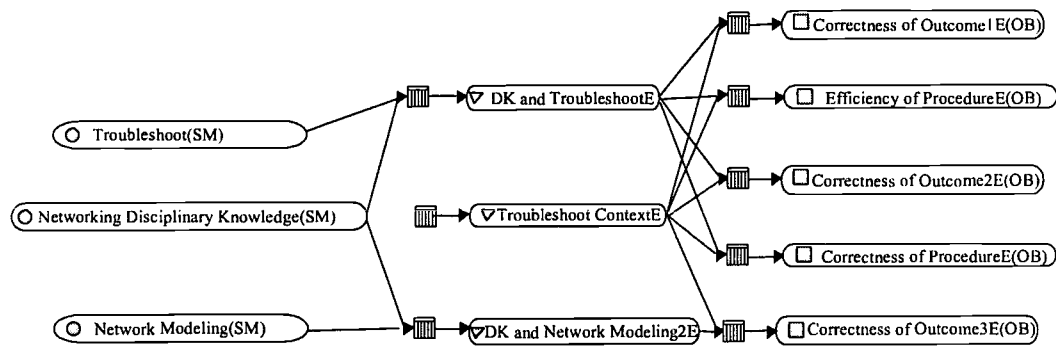 Correctness of Outcome1E(OB)
DK and TroubleshootE
Efficiency of ProcedureE(OB)
Troubleshoot(SM)
Correctness of Outcome2E(OB)
Networking Disciplinary Knowledge(SM)
Troubleshoot ContextE
Correctness of ProcedureE(OB)
Network Modeling(SM)
DK and Network Modeling2E
Correctness of Outcome3E(OB)